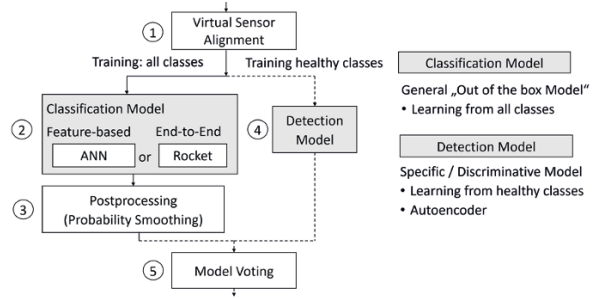 1
Virtual Sensor
Alignment
Training: all classes
Training healthy classes
2
Classification Model
Feature-based
End-to-End
ANN
or
Rocket
4
Detection
Model
3
Postprocessing
(Probability Smoothing)
5
Model Voting
Classification Model
General „Out of the box Model“
• Learning from all classes
Detection Model
Specific / Discriminative Model
• Learning from healthy classes
• Autoencoder